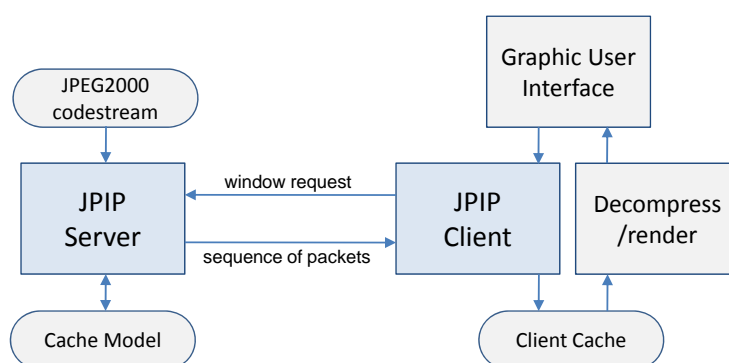 Graphic User
Interface
JPEG2000
codestream
JPIP
Server
window request
sequence of packets
JPIP
Client
Decompress
/render
Cache Model
Client Cache